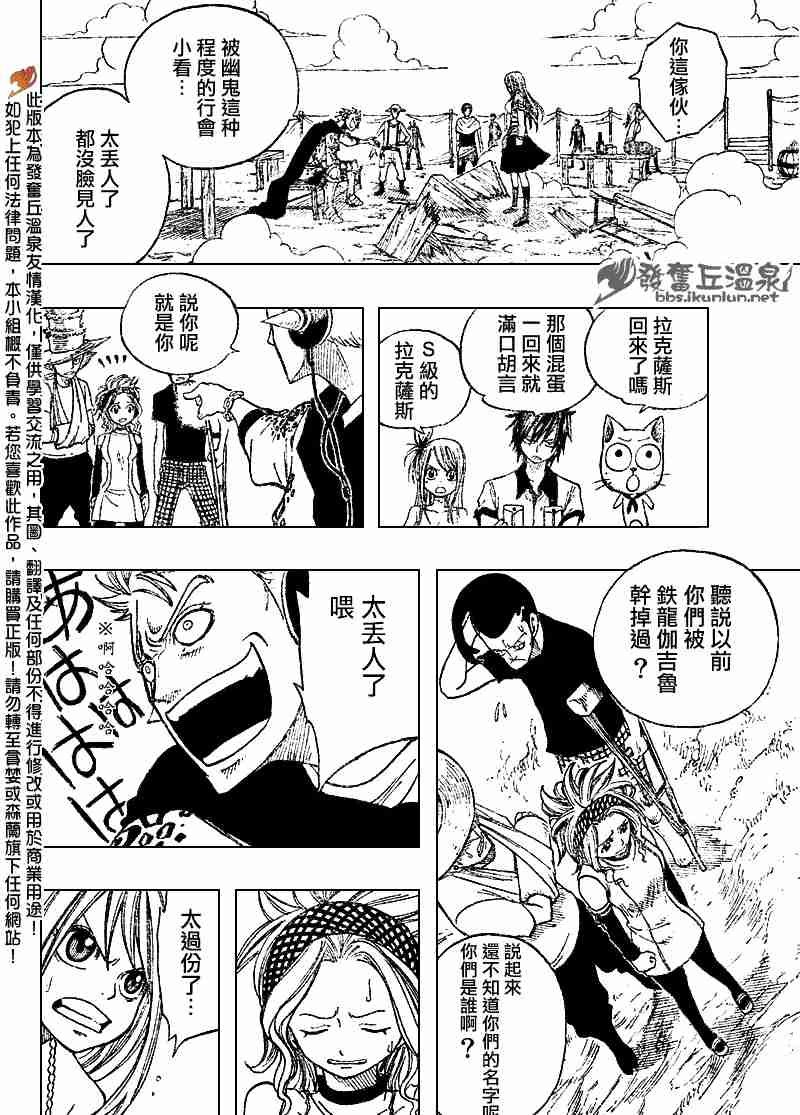 你這傢伙…
被幽鬼這种
程度的行會
小看…
太丟人了
都沒臉見人了
發奮丘溫泉
bbs.ikunlun.net
拉克薩斯
回來了嗎
那個混蛋
一回來就
滿口胡言
S級的
拉克薩斯
說你呢
就是你
聽說以前
你們被
鉄龍伽吉魯
幹掉過？
說起來
還不知道你們的名字呢
你們是誰啊？
太丟人了
喂
あはははは
※啊哈哈哈哈
太過份了…
此版本為發奮丘溫泉友情漢化，僅供學習交流之用，其圖、翻譯及任何部份不得進行修改或用於商業用途！
如犯上任何法律問題，本小組概不負責。若您喜歡此作品，請購買正版！請勿轉至
或森蘭旗下任何網站！